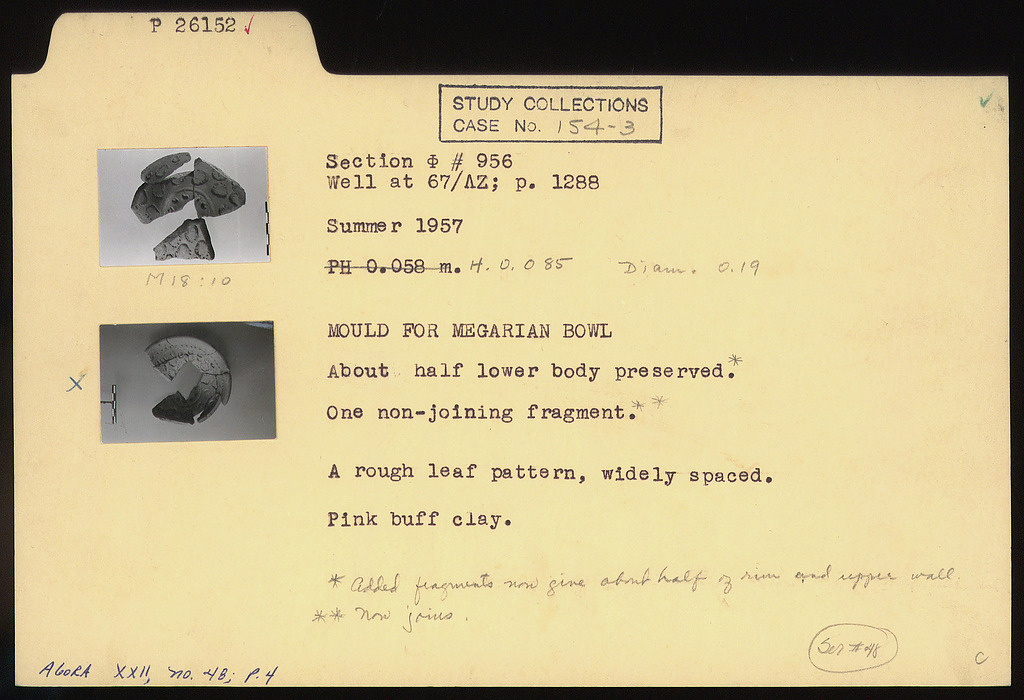 P 26152 ✓
STUDY COLLECTIONS
CASE No. 154-3
Section Φ # 956
Well at 67/ΛΖ; p. 1288
Summer 1957
PH 0.058 m. H. 0.085 Diam. 0.19
M18:10
MOULD FOR MEGARIAN BOWL
About half lower body preserved.*
X
One non-joining fragment.**
A rough leaf pattern, widely spaced.
Pink buff clay.
* Added fragments now give about half of rim and upper wall.
** Now joins.
Ser # 48
C
AGORA XXII, no. 48; P. 4